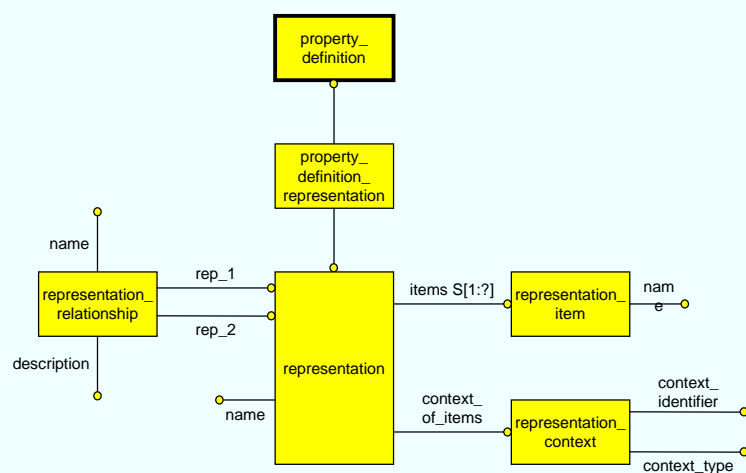 property_
definition
property_
definition_
representation
name
representation_
relationship
description
rep_1
rep_2
representation
name
items S[1:?]
representation_
item
nam
e
context_
of_items
representation_
context
context_
identifier
context_type